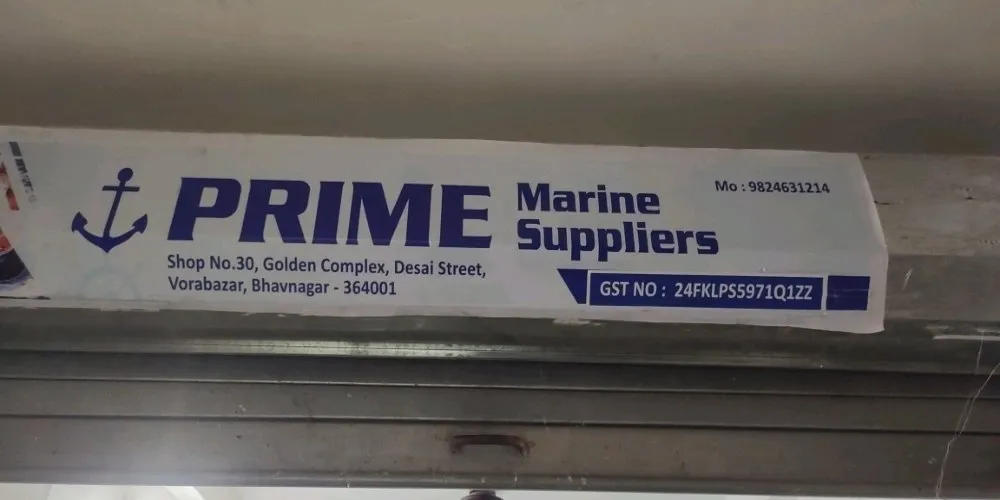 PRIME Marine Suppliers
Mo : 9824631214
Shop No.30, Golden Complex, Desai Street,
Vorabazar, Bhavnagar - 364001
GST NO : 24FKLPS5971Q1ZZ